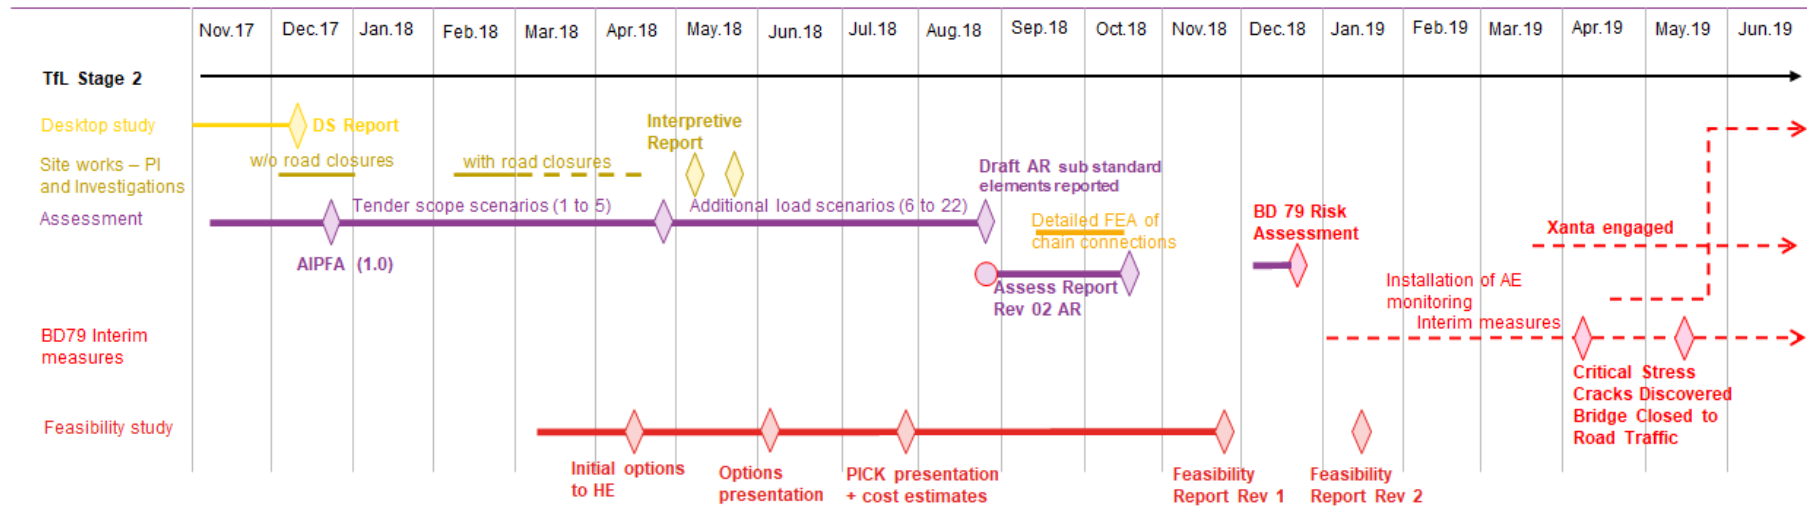 Nov.17 Dec.17 Jan.18 Feb.18 Mar.18 Apr.18 May.18 Jun.18 Jul.18 Aug.18 Sep.18 Oct.18 Nov.18 Dec.18 Jan.19 Feb.19 Mar.19 Apr.19 May.19 Jun.19
TfL Stage 2
Desktop study
DS Report
Interpretive
Report
Site works – PI
and Investigations
w/o road closures
with road closures
Draft AR sub standard
elements reported
Assessment
Tender scope scenarios (1 to 5)
Additional load scenarios (6 to 22)
AIPFA (1.0)
Detailed FEA of
chain connections
Assess Report
Rev 02 AR
BD 79 Risk
Assessment
Xanta engaged
Installation of AE
monitoring
BD79 Interim
measures
Interim measures
Critical Stress
Cracks Discovered
Bridge Closed to
Road Traffic
Feasibility study
Initial options
to HE
Options
presentation
PICK presentation
+ cost estimates
Feasibility
Report Rev 1
Feasibility
Report Rev 2